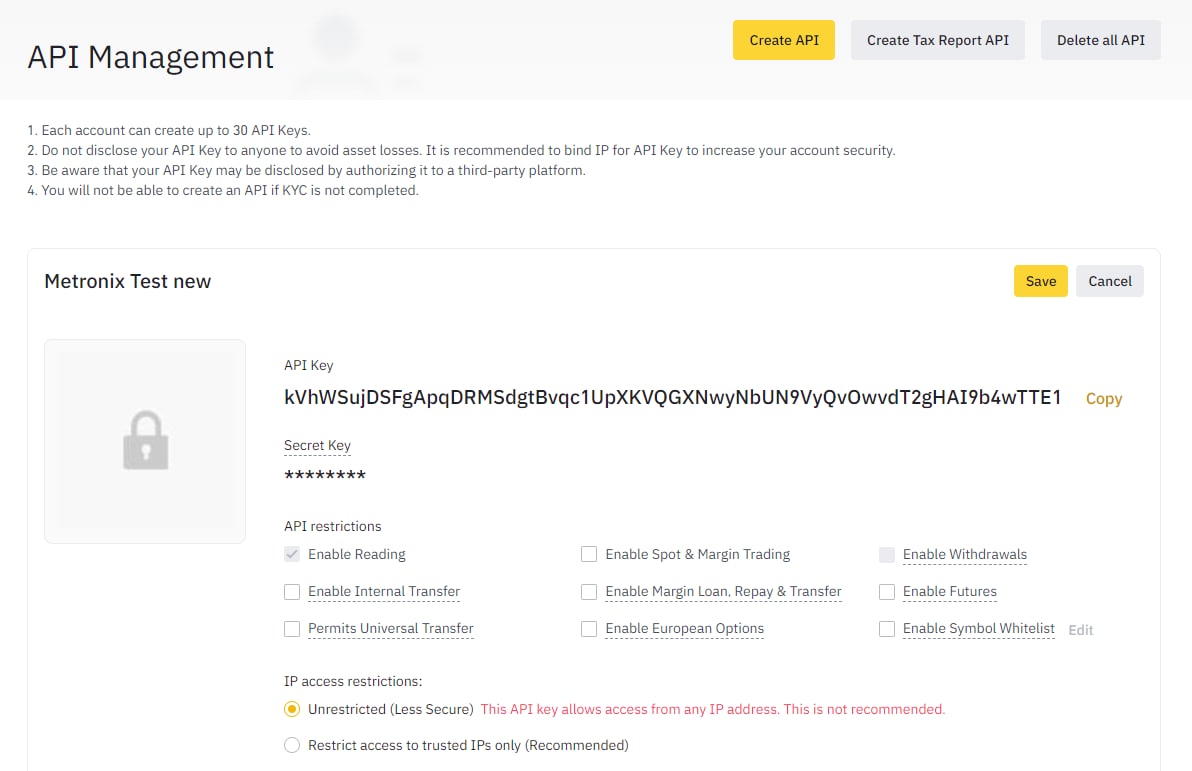 API Management
Create API
Create Tax Report API
Delete all API
1. Each account can create up to 30 API Keys.
2. Do not disclose your API Key to anyone to avoid asset losses. It is recommended to bind IP for API Key to increase your account security.
3. Be aware that your API Key may be disclosed by authorizing it to a third-party platform.
4. You will not be able to create an API if KYC is not completed.
Metronix Test new
Save
Cancel
API Key
kVhWSujDSFgApqDRMSdgtBvqc1UpXKVQGXNwyNbUN9VyQvOwvdT2gHAI9b4wTTE1
Copy
Secret Key
********
API restrictions
Enable Reading
Enable Spot & Margin Trading
Enable Withdrawals
Enable Internal Transfer
Enable Margin Loan, Repay & Transfer
Enable Futures
Permits Universal Transfer
Enable European Options
Enable Symbol Whitelist
Edit
IP access restrictions:
Unrestricted (Less Secure) This API key allows access from any IP address. This is not recommended.
Restrict access to trusted IPs only (Recommended)